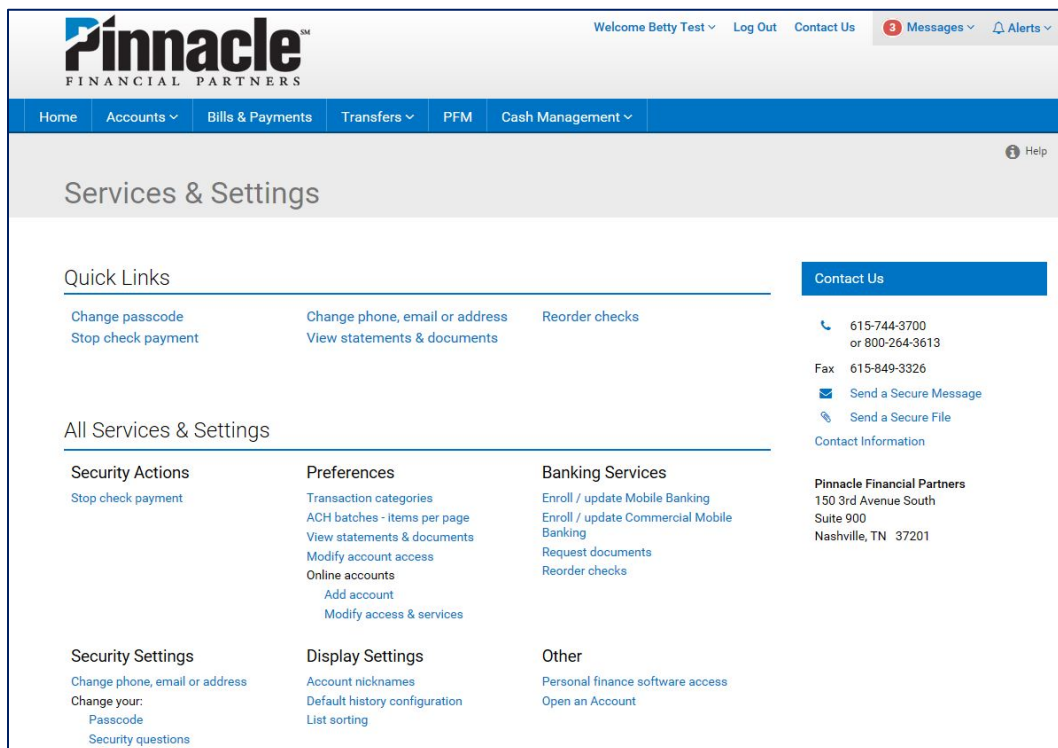 Pinnacle℠
FINANCIAL PARTNERS
Welcome Betty Test Log Out Contact Us 3 Messages Alerts
Home Accounts Bills & Payments Transfers PFM Cash Management
Help
Services & Settings
Quick Links
Change passcode Change phone, email or address Reorder checks
Stop check payment View statements & documents
All Services & Settings
Security Actions
Stop check payment
Preferences
Transaction categories
ACH batches - items per page
View statements & documents
Modify account access
Online accounts
Add account
Modify access & services
Banking Services
Enroll / update Mobile Banking
Enroll / update Commercial Mobile
Banking
Request documents
Reorder checks
Security Settings
Change phone, email or address
Change your:
Passcode
Security questions
Display Settings
Account nicknames
Default history configuration
List sorting
Other
Personal finance software access
Open an Account
Contact Us
615-744-3700
or 800-264-3613
Fax 615-849-3326
Send a Secure Message
Send a Secure File
Contact Information
Pinnacle Financial Partners
150 3rd Avenue South
Suite 900
Nashville, TN 37201